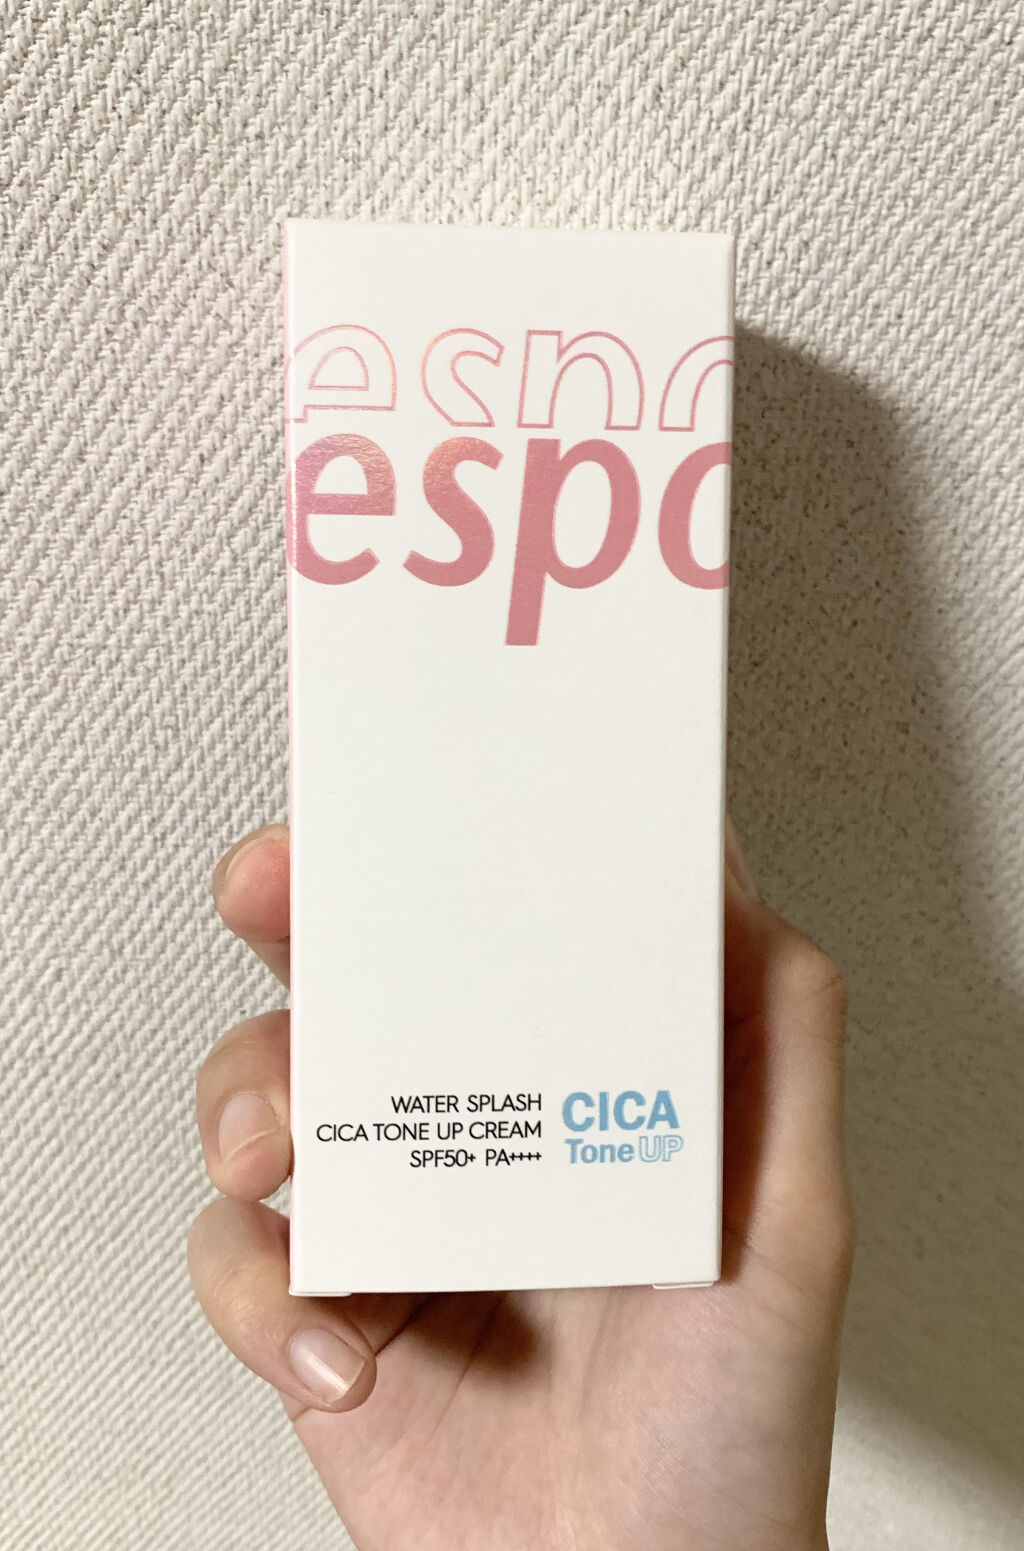 espo
espo
WATER SPLASH
CICA TONE UP CREAM
SPF50+ PA++++
CICA
Tone UP